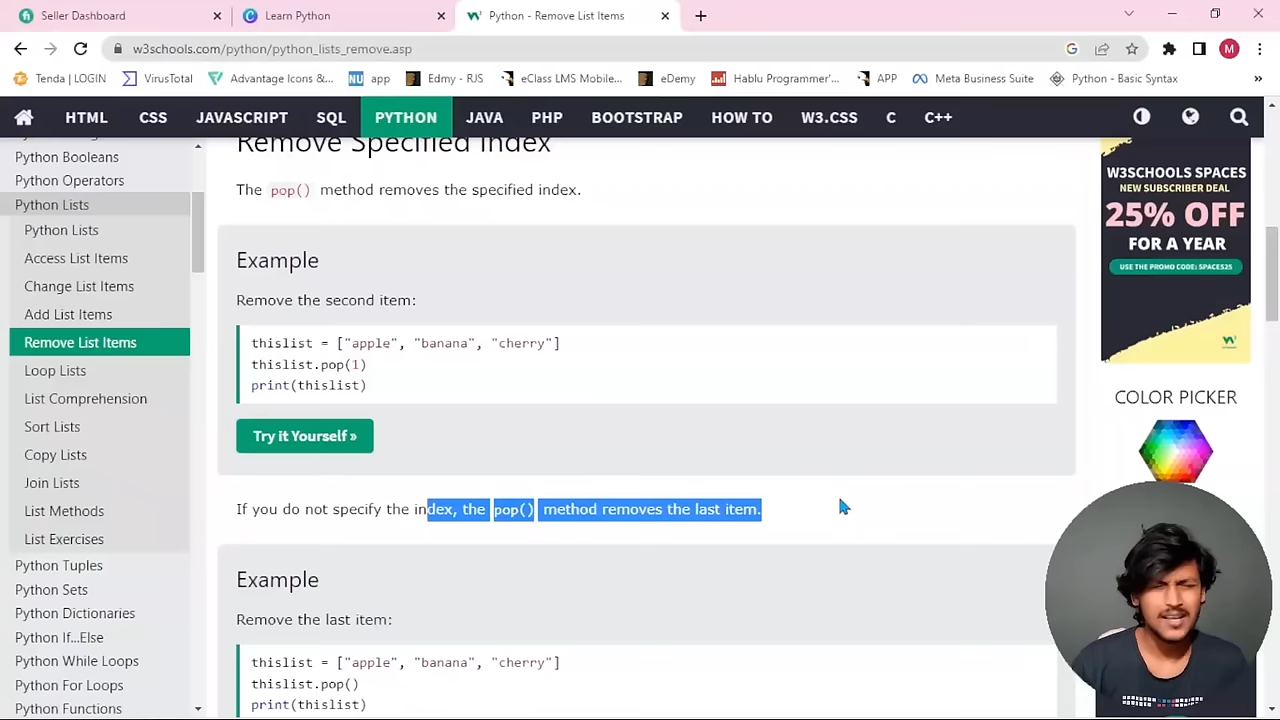 Seller Dashboard
Learn Python
Python - Remove List Items
w3schools.com/python/python_lists_remove.asp
M
Tenda | LOGIN
VirusTotal
Advantage Icons &...
NU app
Edmy - RJS
eClass LMS Mobile...
eDemy
Hablu Programmer'...
APP
Meta Business Suite
Python - Basic Syntax
»
HTML
CSS
JAVASCRIPT
SQL
PYTHON
JAVA
PHP
BOOTSTRAP
HOW TO
W3.CSS
C
C++
Python Booleans
Python Operators
Python Lists
Python Lists
Access List Items
Change List Items
Add List Items
Remove List Items
Loop Lists
List Comprehension
Sort Lists
Copy Lists
Join Lists
List Methods
List Exercises
Python Tuples
Python Sets
Python Dictionaries
Python If...Else
Python While Loops
Python For Loops
Python Functions
Remove Specified Index
The pop() method removes the specified index.
Example
Remove the second item:
thislist = ["apple", "banana", "cherry"]
thislist.pop(1)
print(thislist)
Try it Yourself »
If you do not specify the index, the pop() method removes the last item.
Example
Remove the last item:
thislist = ["apple", "banana", "cherry"]
thislist.pop()
print(thislist)
W3SCHOOLS SPACES
NEW SUBSCRIBER DEAL
25% OFF
FOR A YEAR
USE THE PROMO CODE: SPACES25
COLOR PICKER